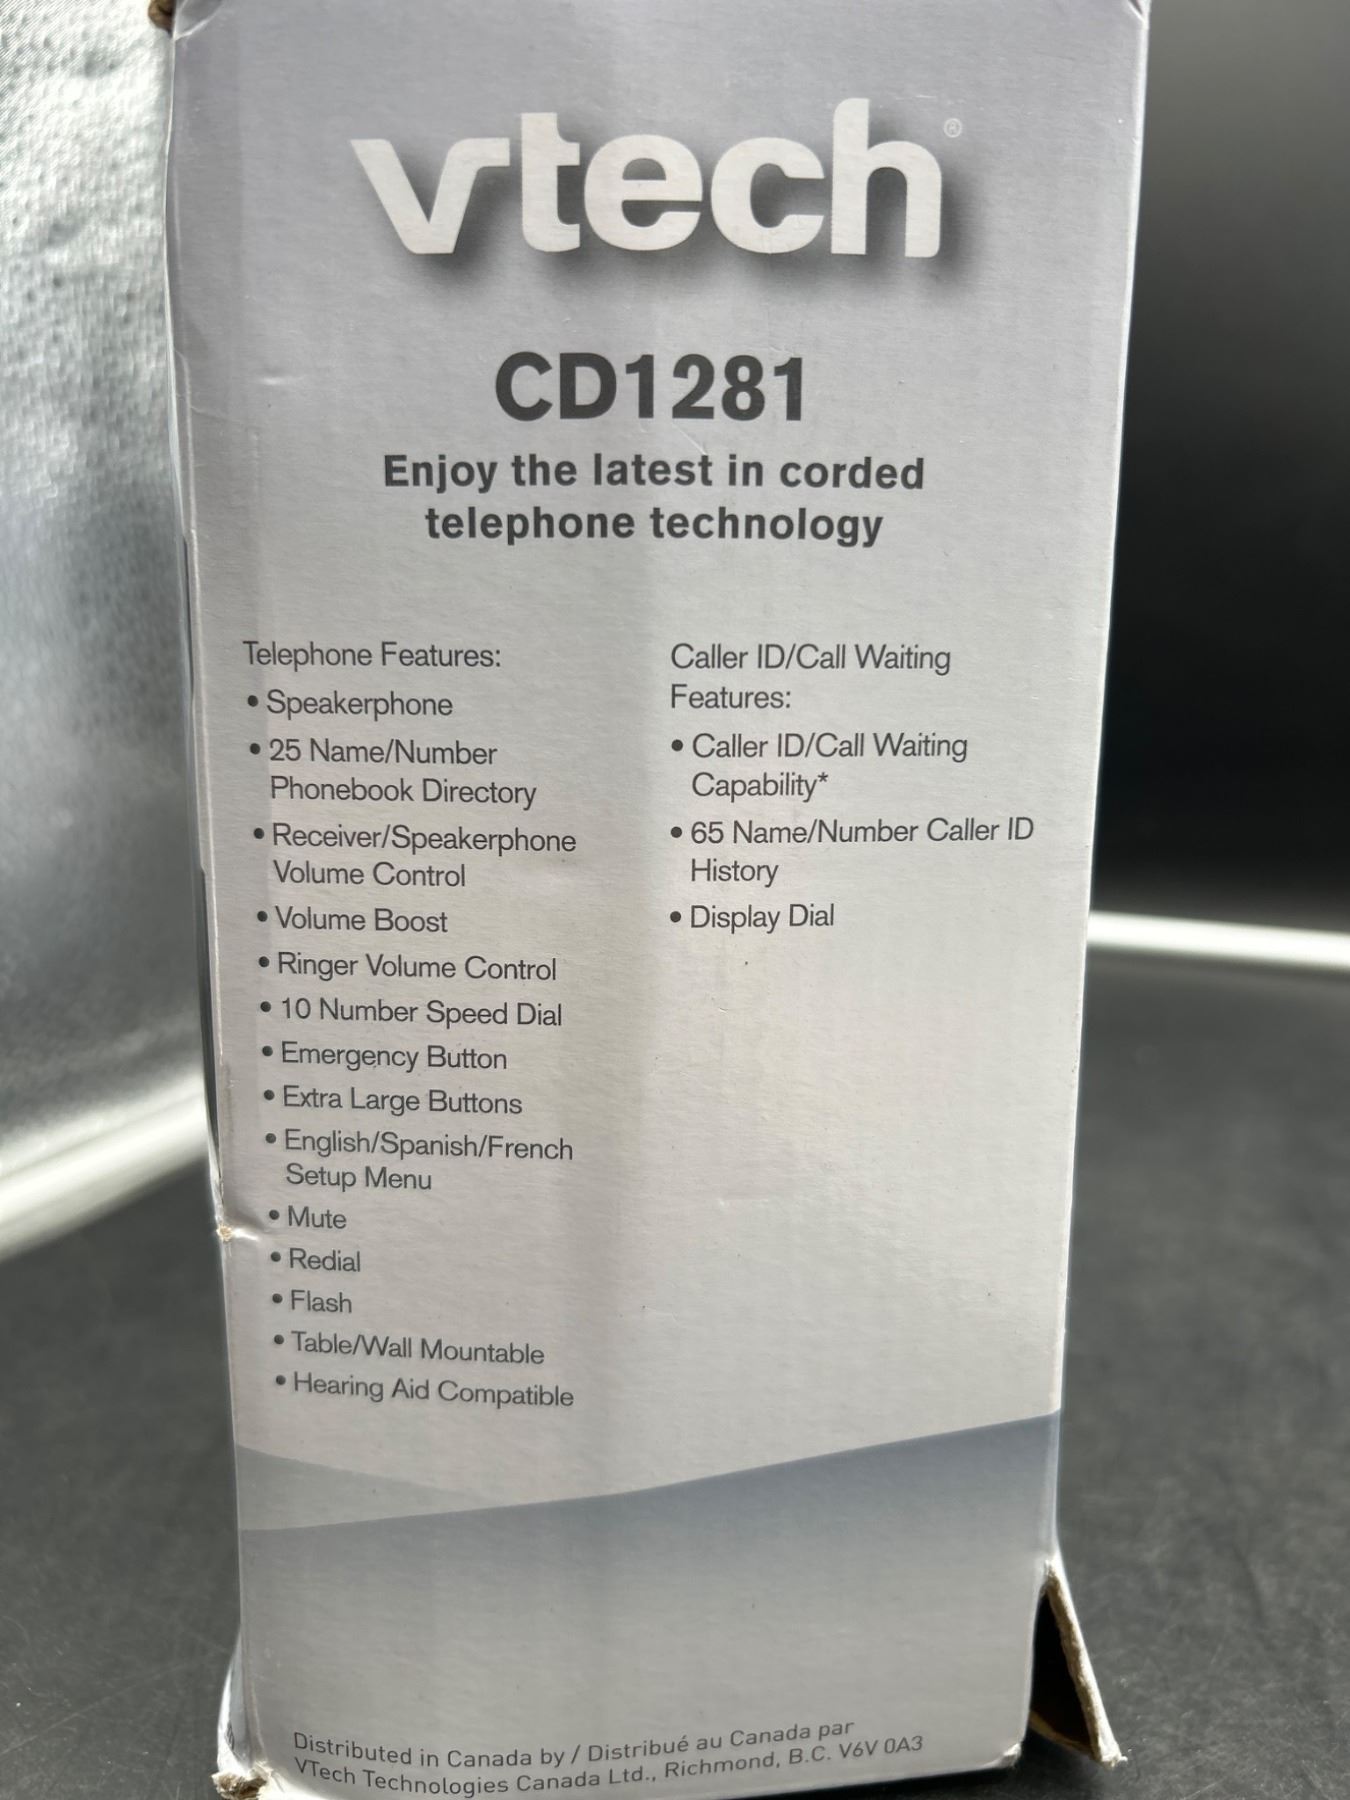 vtech®
CD1281
Enjoy the latest in corded
telephone technology
Telephone Features:
• Speakerphone
• 25 Name/Number
Phonebook Directory
• Receiver/Speakerphone
Volume Control
• Volume Boost
• Ringer Volume Control
• 10 Number Speed Dial
• Emergency Button
• Extra Large Buttons
• English/Spanish/French
Setup Menu
• Mute
• Redial
• Flash
• Table/Wall Mountable
• Hearing Aid Compatible
Caller ID/Call Waiting
Features:
• Caller ID/Call Waiting
Capability*
• 65 Name/Number Caller ID
History
• Display Dial
Distributed in Canada by / Distribué au Canada par
VTech Technologies Canada Ltd., Richmond, B.C. V6V 0A3